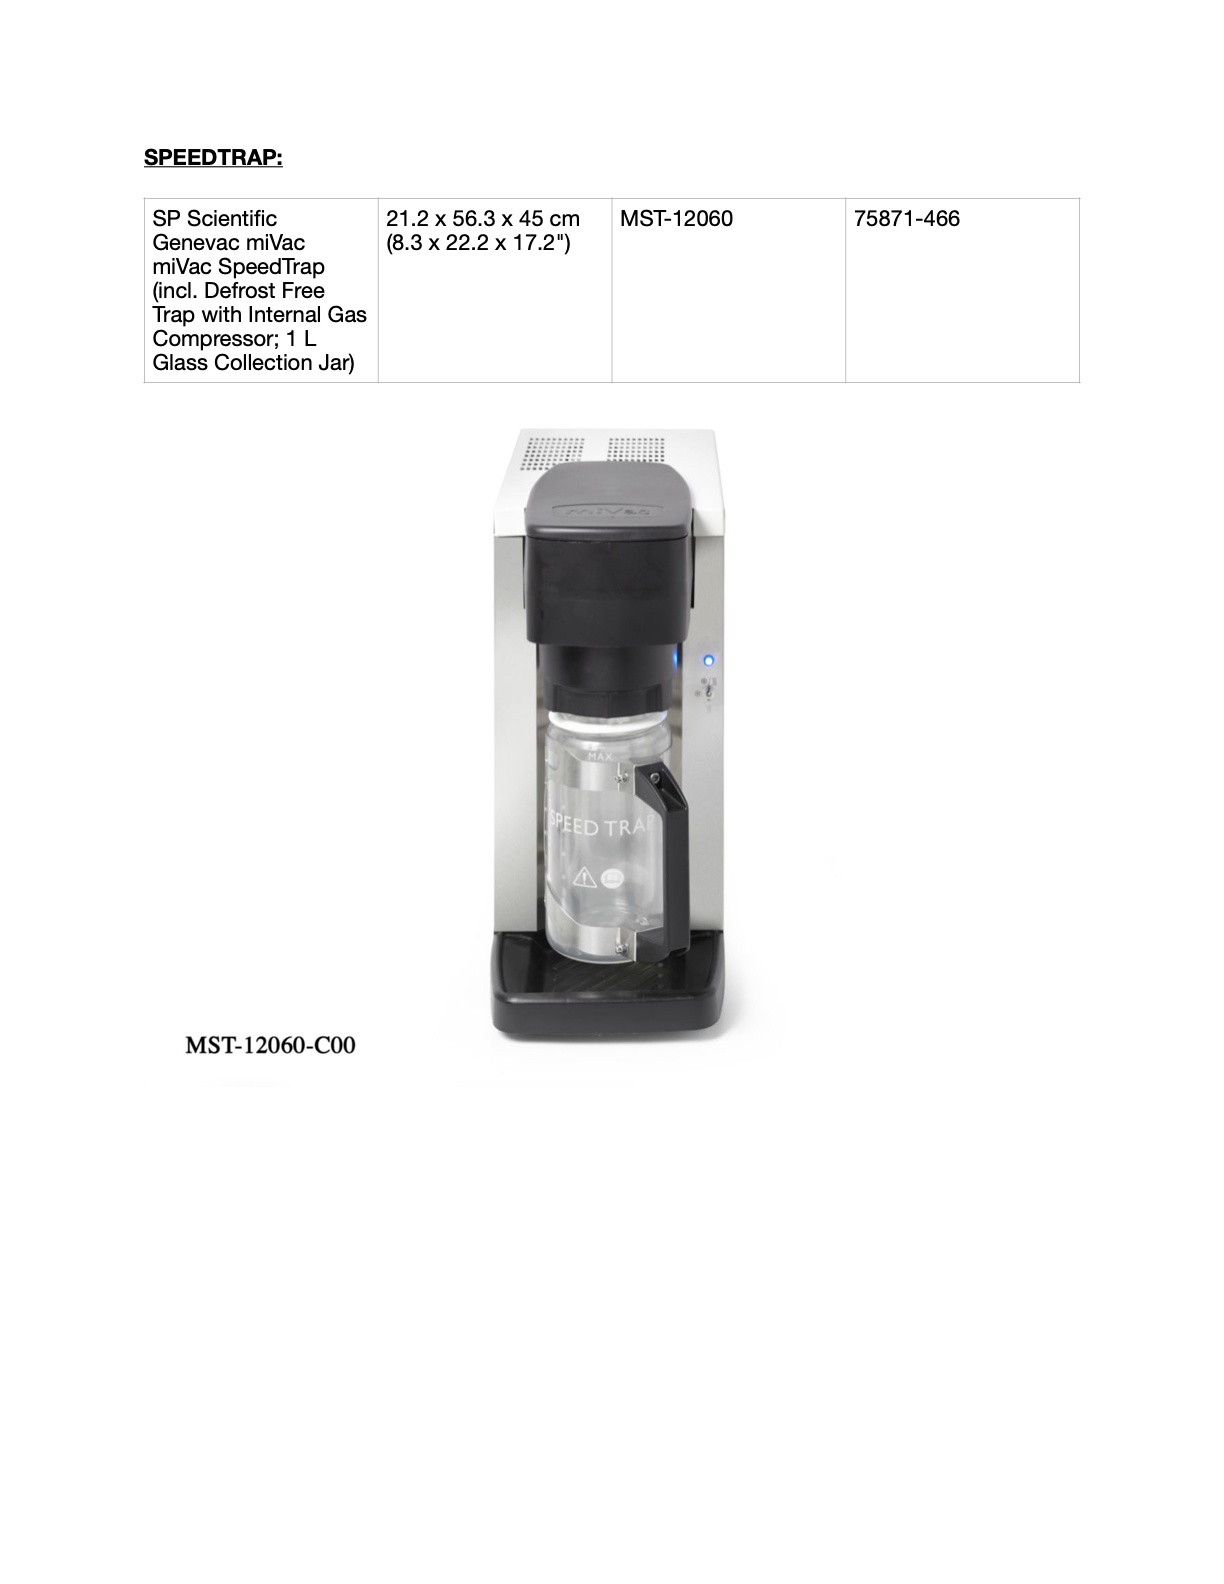 SPEEDTRAP:
SP Scientific
Genevac miVac
miVac SpeedTrap
(incl. Defrost Free
Trap with Internal Gas
Compressor; 1 L
Glass Collection Jar)
21.2 x 56.3 x 45 cm
(8.3 x 22.2 x 17.2")
MST-12060
75871-466
miVac
MAX
SPEED TRAP
MST-12060-C00